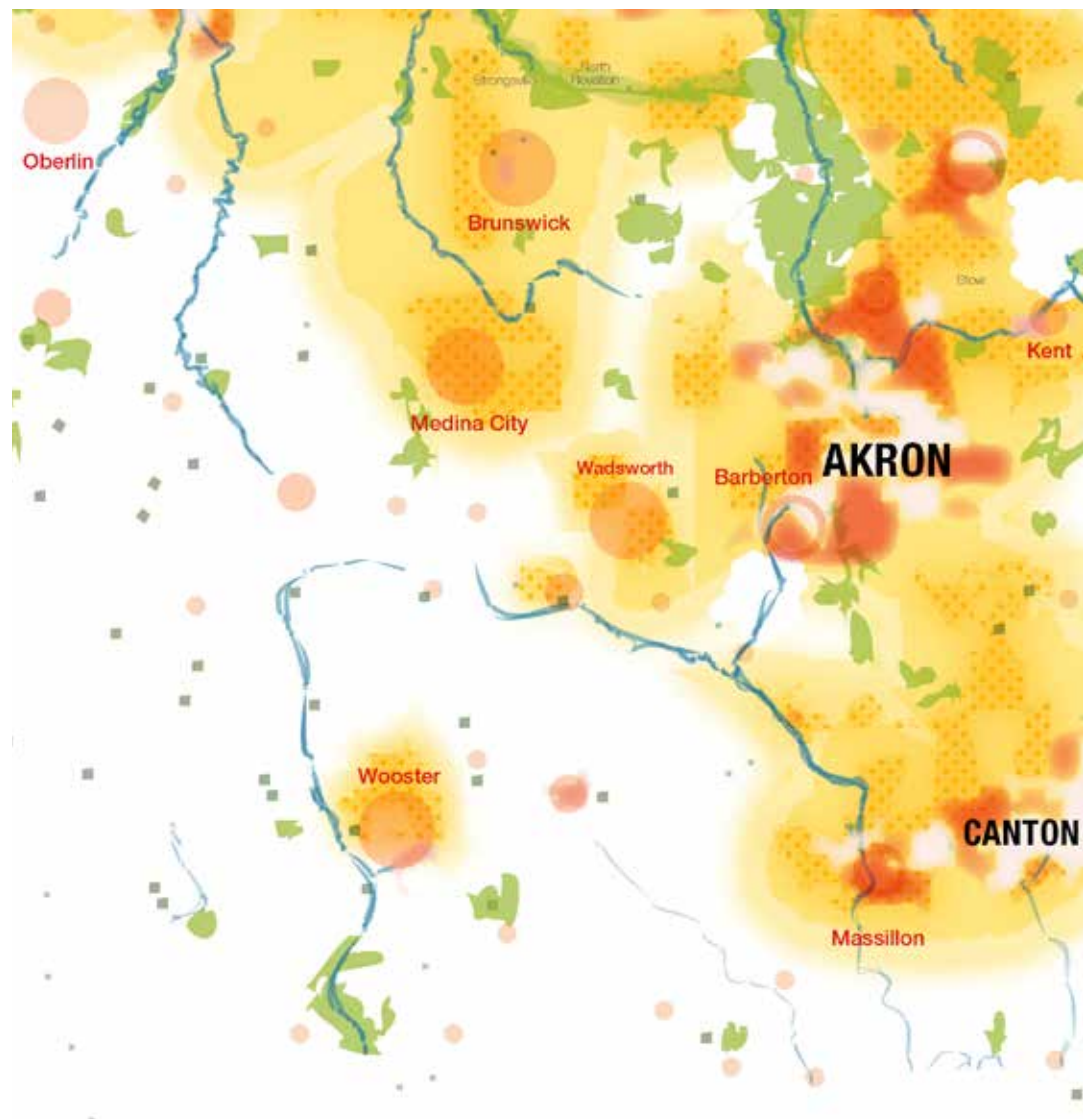 Strongsville
North
Royalton
Oberlin
Brunswick
Stow
Kent
Medina City
Wadsworth
Barberton
AKRON
Wooster
CANTON
Massillon